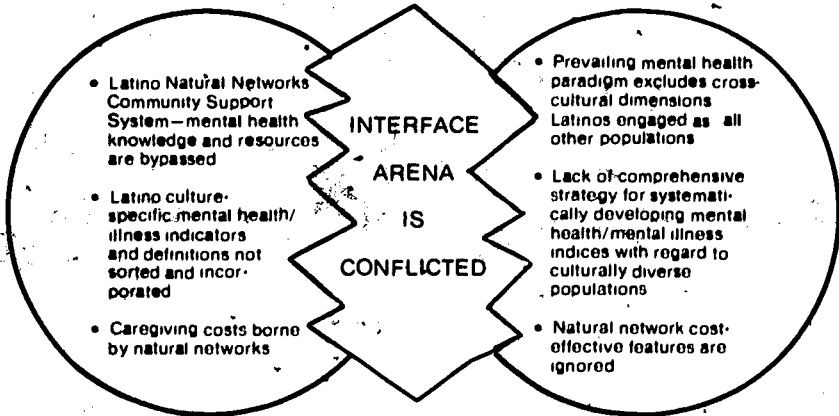 • Latino Natural Networks
Community Support
System—mental health
knowledge and resources
are bypassed
• Latino culture-
specific mental health/
illness indicators
and definitions not
sorted and incor-
porated
• Caregiving costs borne
by natural networks
INTERFACE
ARENA
IS
CONFLICTED
• Prevailing mental health
paradigm excludes cross-
cultural dimensions
Latinos engaged as all
other populations
• Lack of comprehensive
strategy for systemati-
cally developing mental
health/mental illness
indices with regard to
culturally diverse
populations
• Natural network cost-
effective features are
ignored